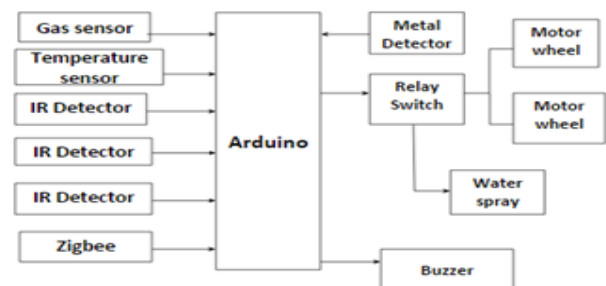 Gas sensor
Temperature
sensor
IR Detector
IR Detector
IR Detector
Zigbee
Arduino
Metal
Detector
Relay
Switch
Motor
wheel
Motor
wheel
Water
spray
Buzzer